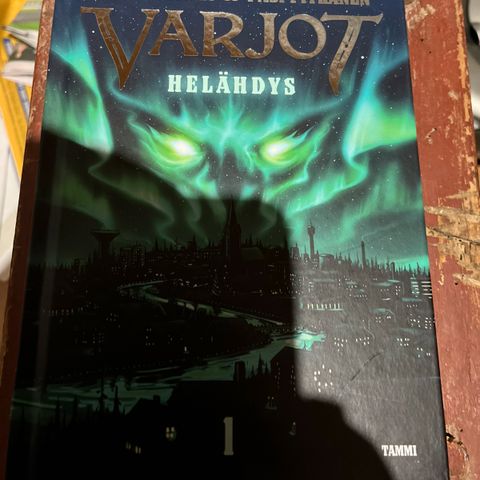 VARJOT
HELÄHDYS
1
TAMMI